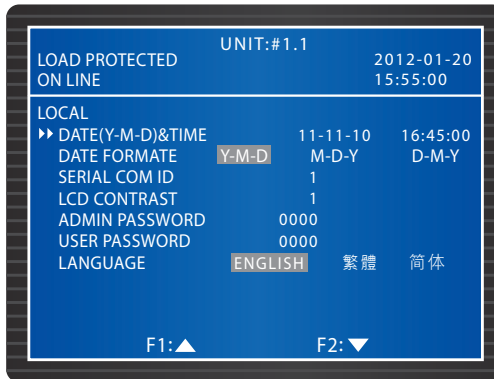 UNIT:#1.1
LOAD PROTECTED 2012-01-20
ON LINE 15:55:00
LOCAL
DATE(Y-M-D)&TIME 11-11-10 16:45:00
DATE FORMATE Y-M-D M-D-Y D-M-Y
SERIAL COM ID 1
LCD CONTRAST 1
ADMIN PASSWORD 0000
USER PASSWORD 0000
LANGUAGE ENGLISH 繁體 简体
F1:▲ F2:▼